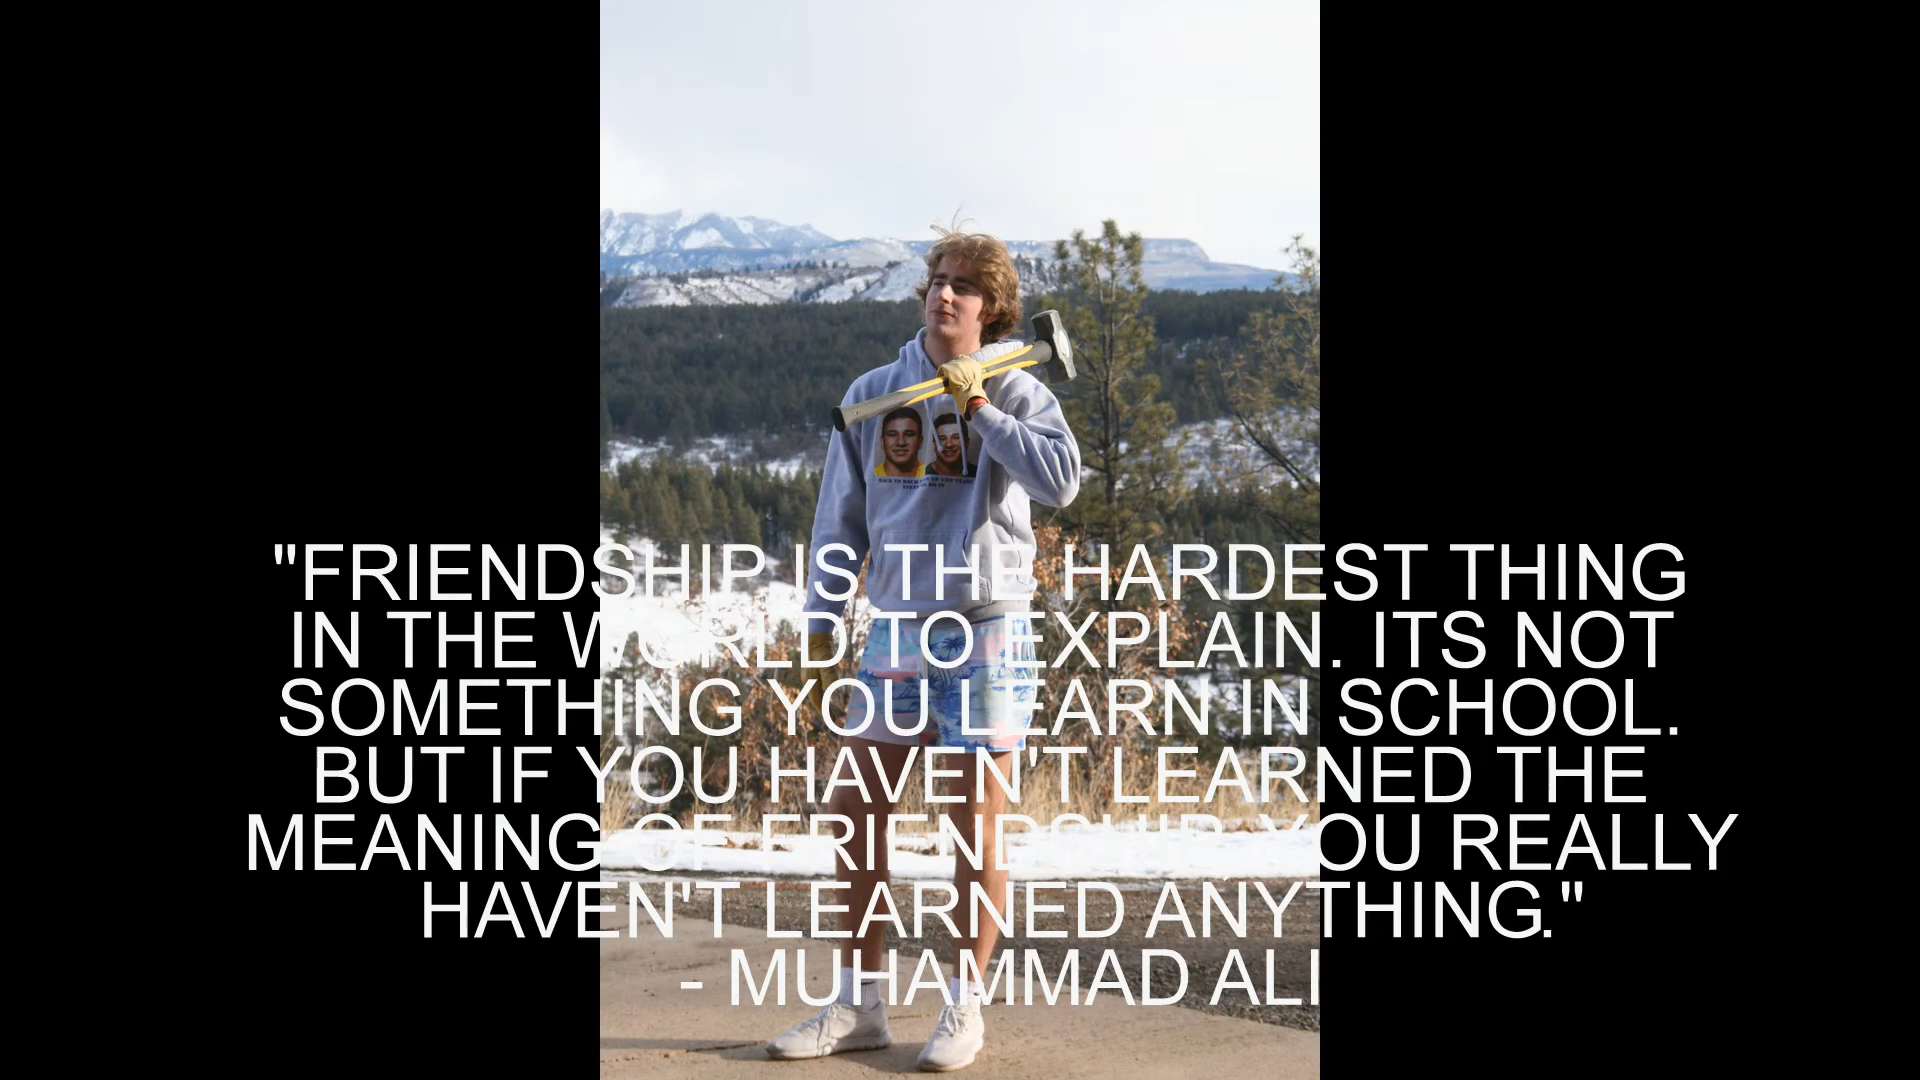 "FRIENDSHIP IS THE HARDEST THING
IN THE WORLD TO EXPLAIN. ITS NOT
SOMETHING YOU LEARN IN SCHOOL.
BUT IF YOU HAVEN'T LEARNED THE
MEANING OF FRIENDSHIP, YOU REALLY
HAVEN'T LEARNED ANYTHING."
- MUHAMMAD ALI